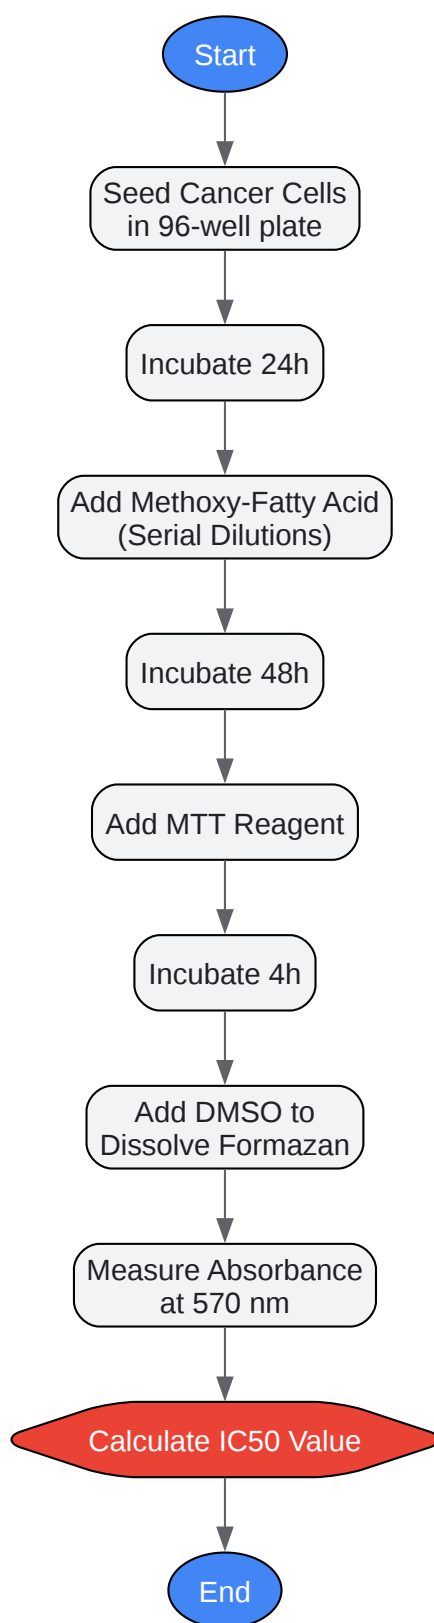 Start
Seed Cancer Cells
in 96-well plate
Incubate 24h
Add Methoxy-Fatty Acid
(Serial Dilutions)
Incubate 48h
Add MTT Reagent
Incubate 4h
Add DMSO to
Dissolve Formazan
Measure Absorbance
at 570 nm
Calculate IC50 Value
End